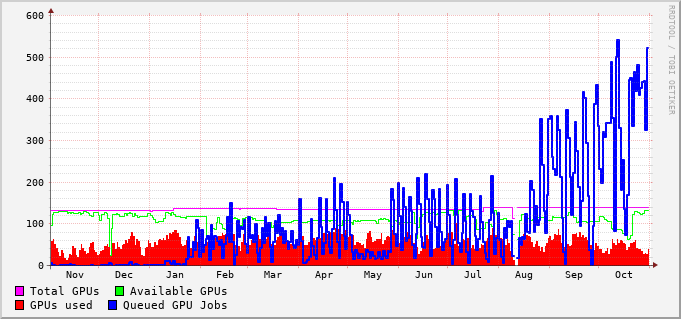 600
500
400
300
200
100
0
Nov Dec Jan Feb Mar Apr May Jun Jul Aug Sep Oct
Total GPUs Available GPUs
GPUs used Queued GPU Jobs
RRDTOOL / TOBI OETIKER